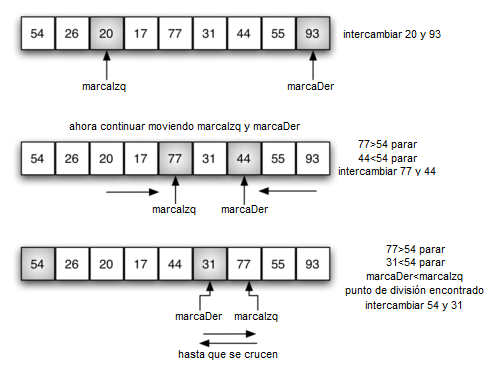 54 26 20 17 77 31 44 55 93
intercambiar 20 y 93
marcaIzq
marcaDer
ahora continuar moviendo marcaIzq y marcaDer
54 26 20 17 77 31 44 55 93
77>54 parar
44<54 parar
intercambiar 77 y 44
marcaIzq
marcaDer
54 26 20 17 44 31 77 55 93
77>54 parar
31<54 parar
marcaDer<marcaIzq
punto de división encontrado
intercambiar 54 y 31
marcaDer
marcaIzq
hasta que se crucen